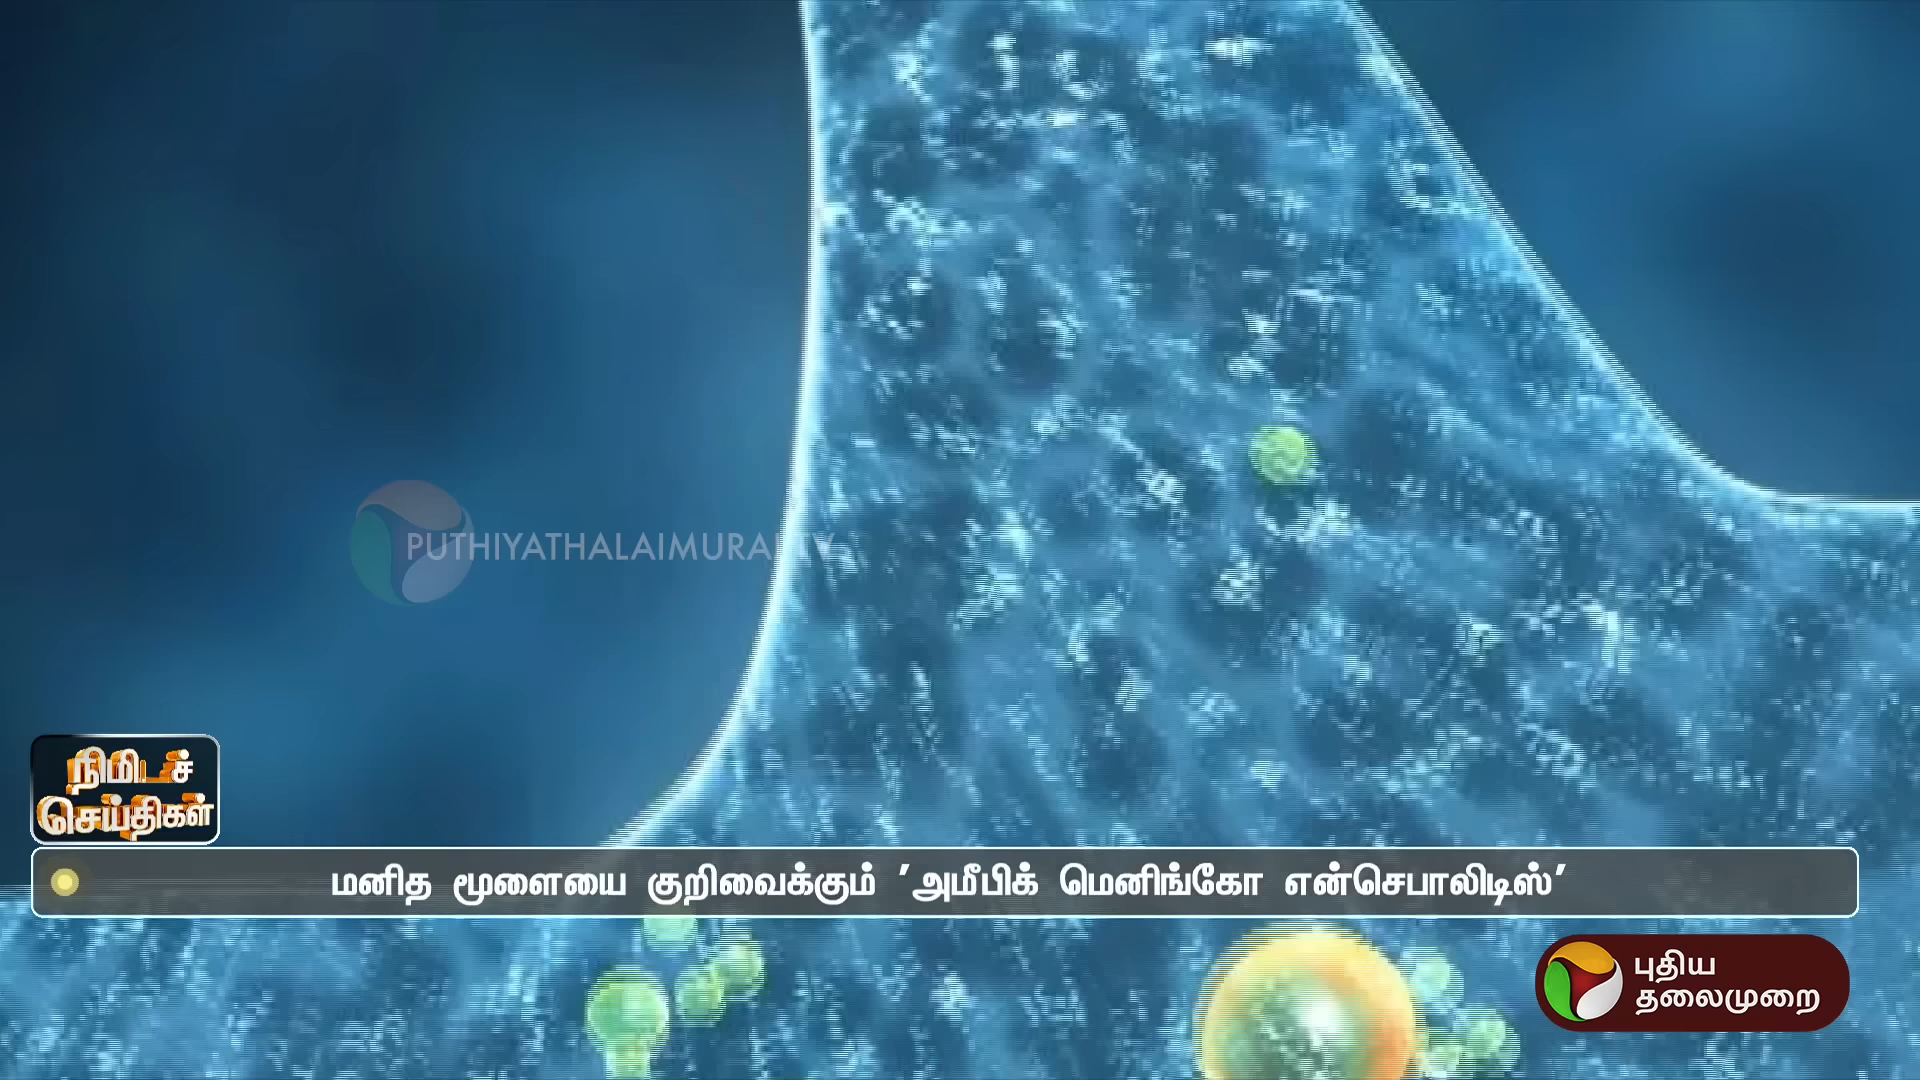 PUTHIYATHALAIMURAI TV
நிமிடச்
செய்திகள்
மனித மூளையை குறிவைக்கும் 'அமீபிக் மெனிங்கோ என்செபாலிடிஸ்'
புதிய
தலைமுறை